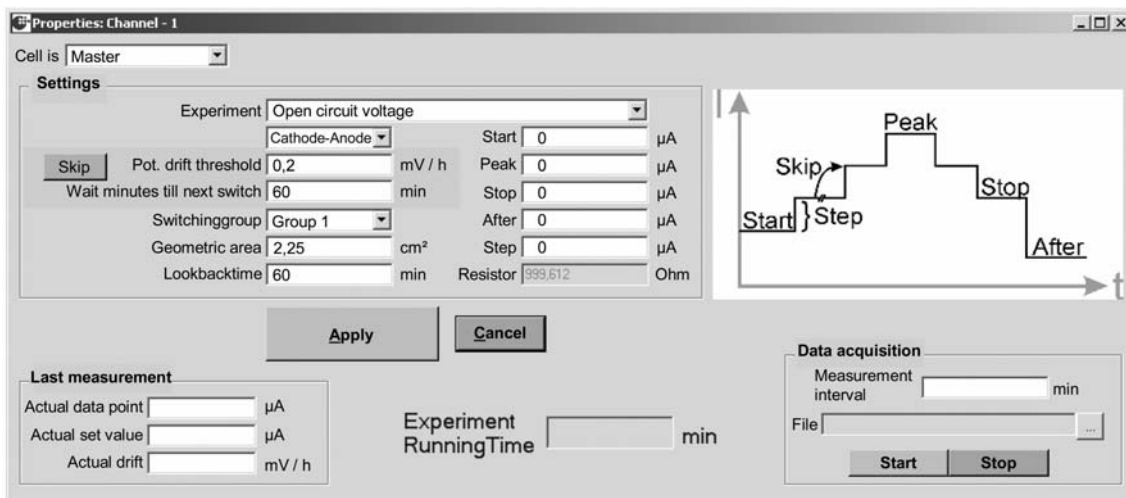 Properties: Channel - 1
Cell is Master
Settings
Experiment Open circuit voltage
Cathode-Anode Start 0 µA
Skip Pot. drift threshold 0,2 mV / h Peak 0 µA
Wait minutes till next switch 60 min Stop 0 µA
Switchinggroup Group 1 After 0 µA
Geometric area 2,25 cm² Step 0 µA
Lookbacktime 60 min Resistor 999,612 Ohm
I
Peak
Skip
Stop
Start } Step
After
t
Apply Cancel
Last measurement
Actual data point µA
Actual set value µA
Actual drift mV / h
Experiment
RunningTime min
Data acquisition
Measurement
interval min
File ...
Start Stop